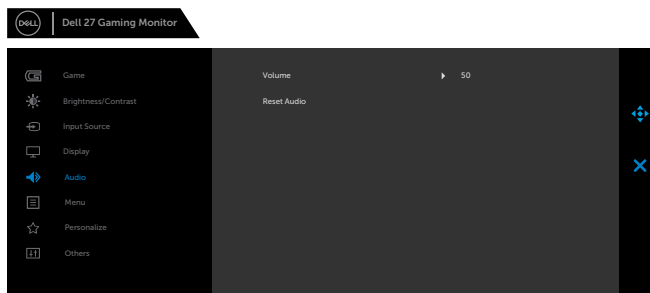 DELL
Dell 27 Gaming Monitor
Game
Brightness/Contrast
Input Source
Display
Audio
Menu
Personalize
Others
Volume 50
Reset Audio